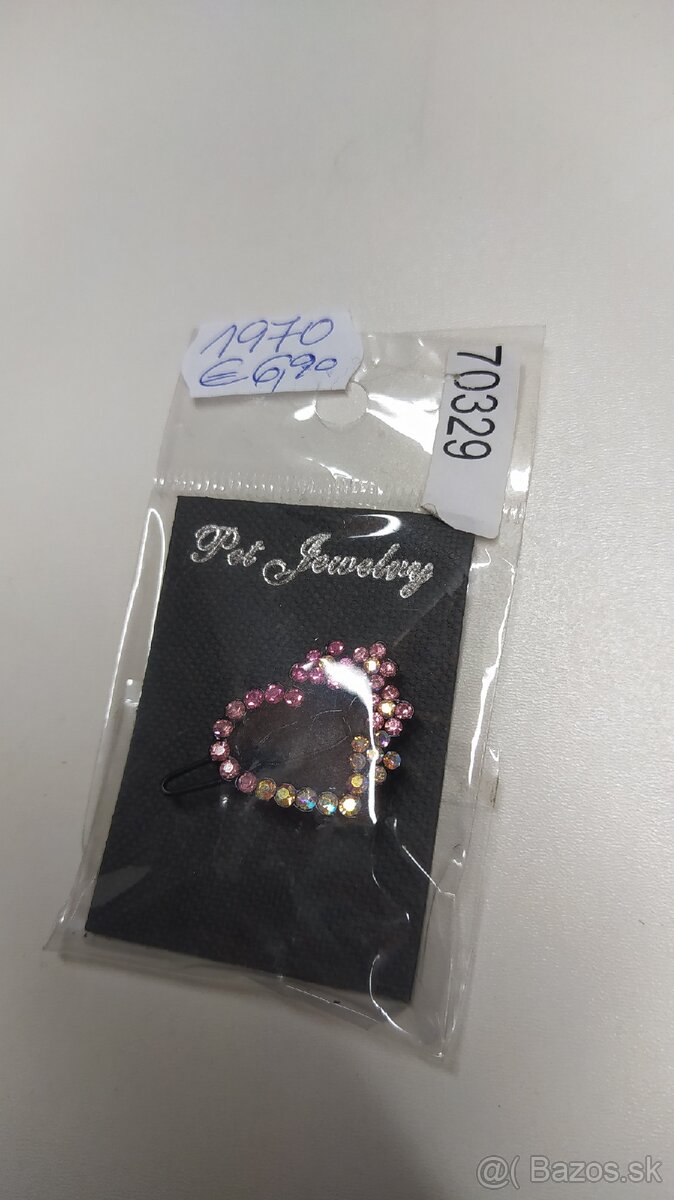 1970
€ 6,90
70329
Pet Jewelry
@( Bazos.sk